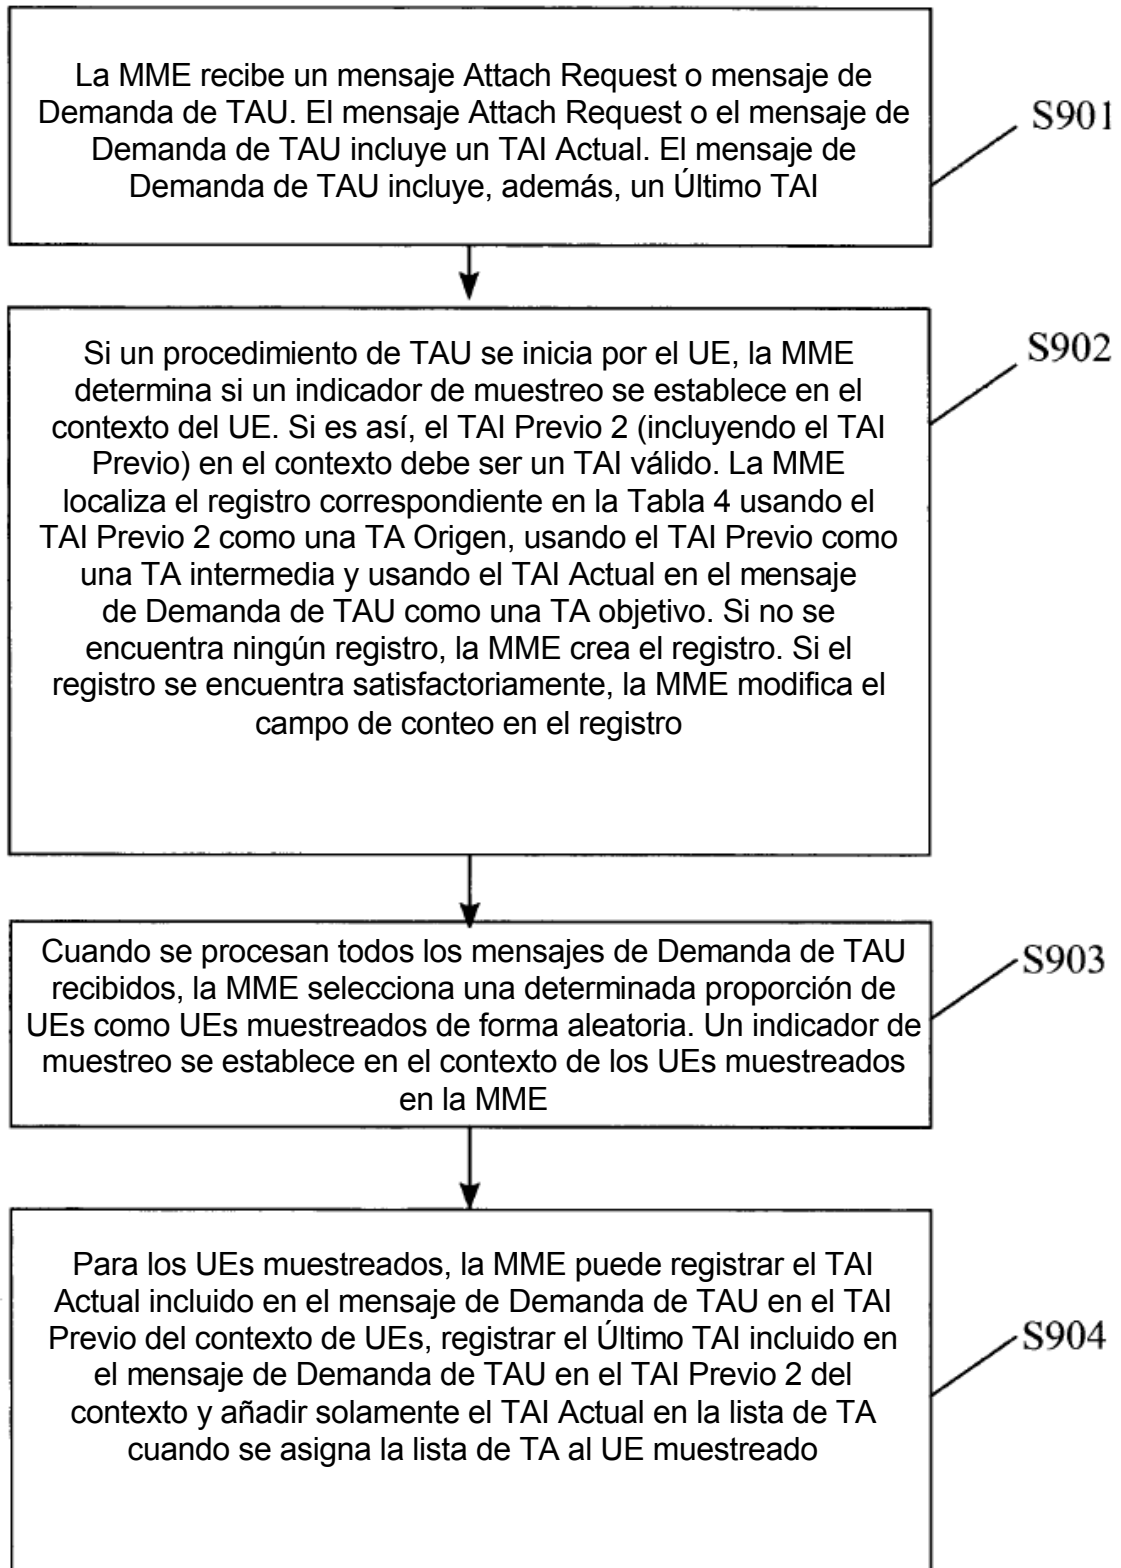 La MME recibe un mensaje Attach Request o mensaje de
Demanda de TAU. El mensaje Attach Request o el mensaje de
Demanda de TAU incluye un TAI Actual. El mensaje de
Demanda de TAU incluye, además, un Último TAI
S901
Si un procedimiento de TAU se inicia por el UE, la MME
determina si un indicador de muestreo se establece en el
contexto del UE. Si es así, el TAI Previo 2 (incluyendo el TAI
Previo) en el contexto debe ser un TAI válido. La MME
localiza el registro correspondiente en la Tabla 4 usando el
TAI Previo 2 como una TA Origen, usando el TAI Previo como
una TA intermedia y usando el TAI Actual en el mensaje
de Demanda de TAU como una TA objetivo. Si no se
encuentra ningún registro, la MME crea el registro. Si el
registro se encuentra satisfactoriamente, la MME modifica el
campo de conteo en el registro
S902
Cuando se procesan todos los mensajes de Demanda de TAU
recibidos, la MME selecciona una determinada proporción de
UEs como UEs muestreados de forma aleatoria. Un indicador de
muestreo se establece en el contexto de los UEs muestreados
en la MME
S903
Para los UEs muestreados, la MME puede registrar el TAI
Actual incluido en el mensaje de Demanda de TAU en el TAI
Previo del contexto de UEs, registrar el Último TAI incluido en
el mensaje de Demanda de TAU en el TAI Previo 2 del
contexto y añadir solamente el TAI Actual en la lista de TA
cuando se asigna la lista de TA al UE muestreado
S904